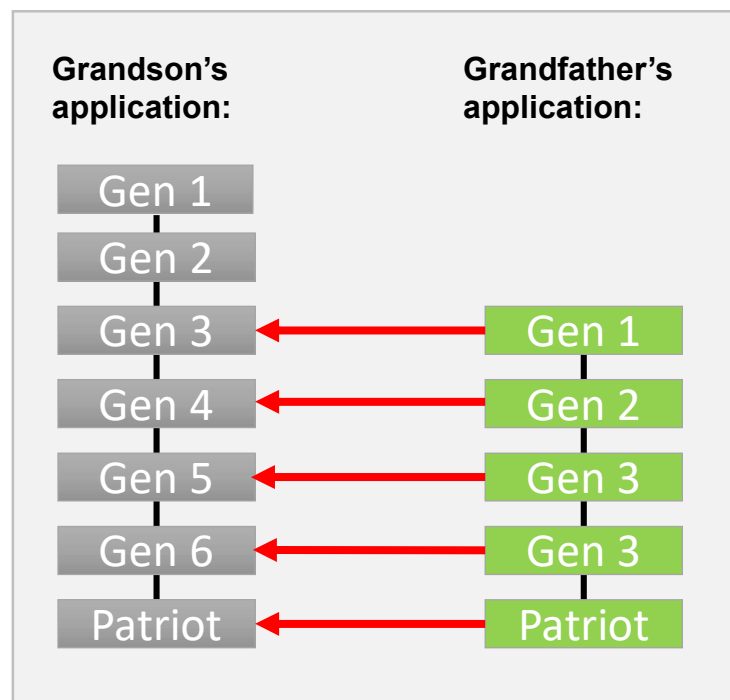 Grandson's
application:
Grandfather's
application:
Gen 1
Gen 2
Gen 3
Gen 4
Gen 5
Gen 6
Patriot
Gen 1
Gen 2
Gen 3
Gen 3
Patriot